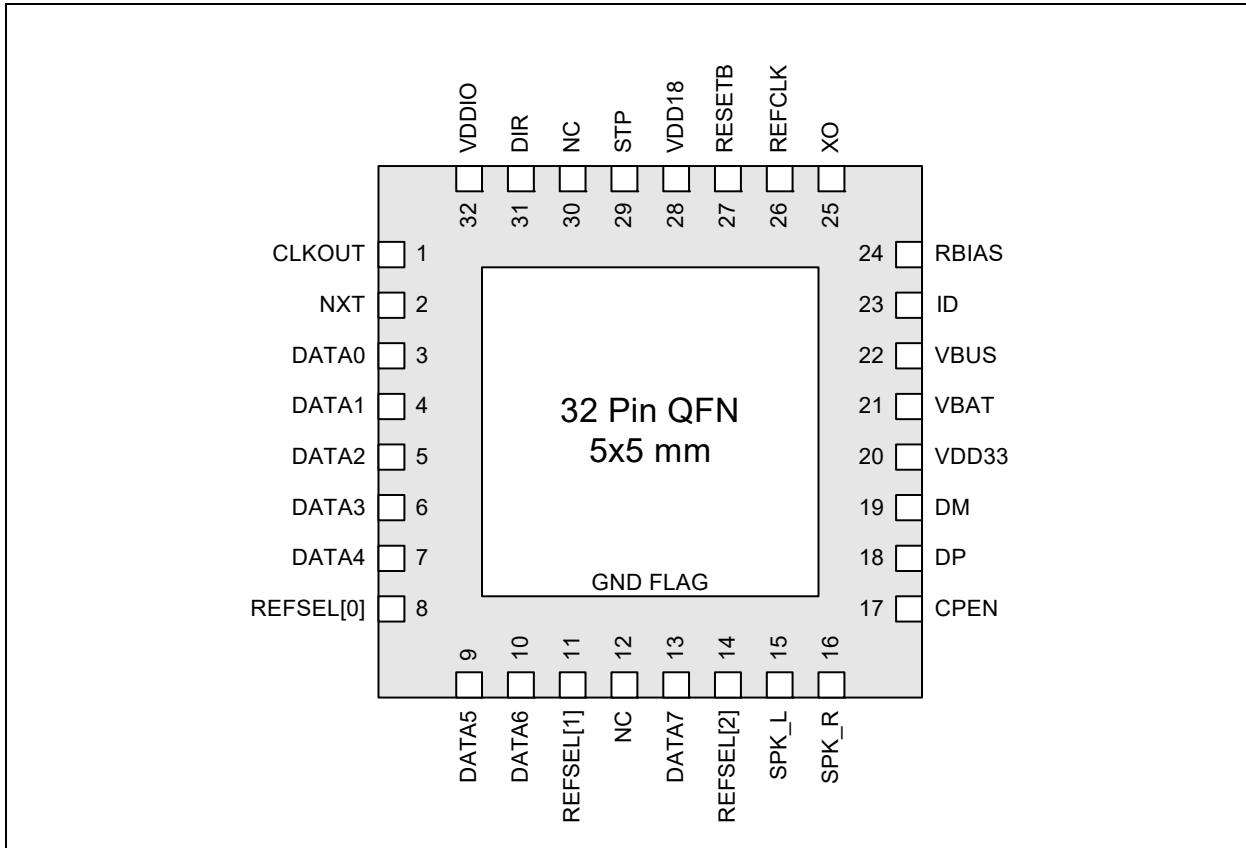 VDDIO
DIR
NC
STP
VDD18
RESETB
REFCLK
XO
32
31
30
29
28
27
26
25
CLKOUT 1
NXT 2
DATA0 3
DATA1 4
DATA2 5
DATA3 6
DATA4 7
REFSEL[0] 8
24 RBIAS
23 ID
22 VBUS
21 VBAT
20 VDD33
19 DM
18 DP
17 CPEN
32 Pin QFN
5x5 mm
GND FLAG
9
10
11
12
13
14
15
16
DATA5
DATA6
REFSEL[1]
NC
DATA7
REFSEL[2]
SPK_L
SPK_R